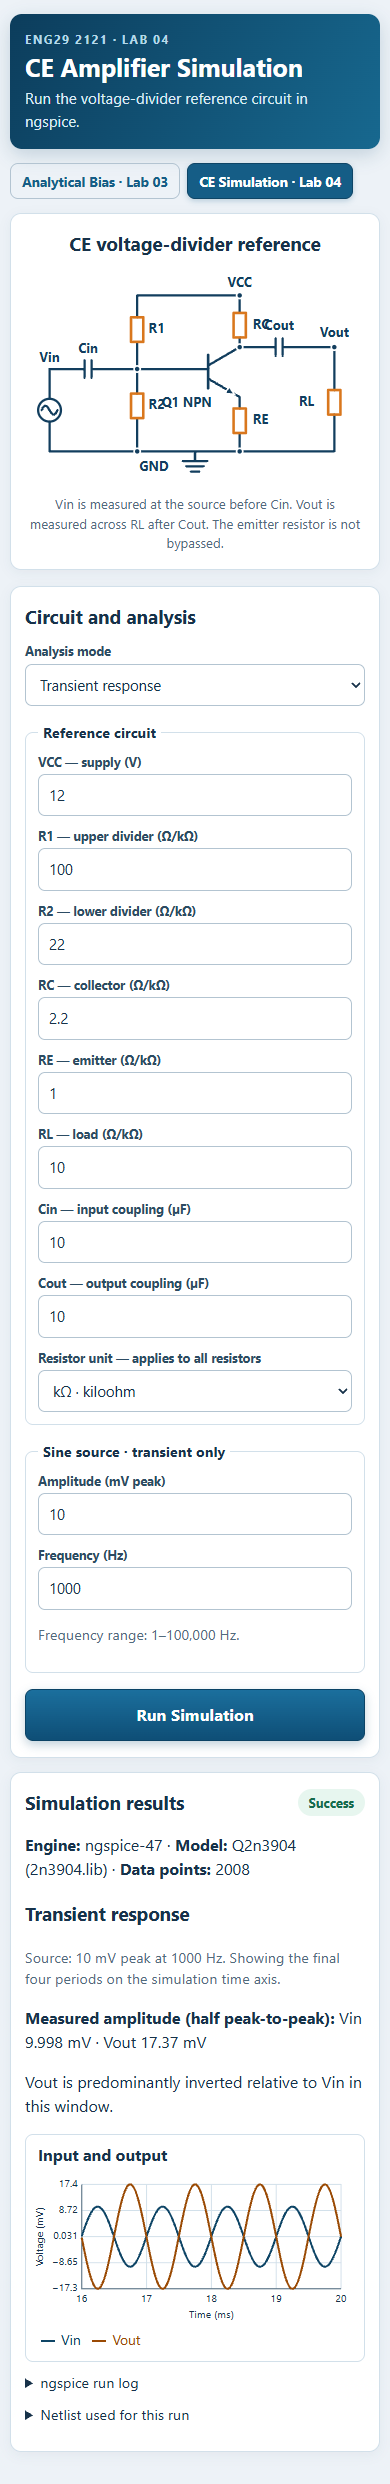 ENG29 2121 · LAB 04
CE Amplifier Simulation
Run the voltage-divider reference circuit in
ngspice.
Analytical Bias · Lab 03
CE Simulation · Lab 04
CE voltage-divider reference
VCC
R1
RC
Cout
Vout
Vin
Cin
R2
Q1 NPN
RL
RE
GND
Vin is measured at the source before Cin. Vout is
measured across RL after Cout. The emitter resistor is not
bypassed.
Circuit and analysis
Analysis mode
Transient response
Reference circuit
VCC — supply (V)
12
R1 — upper divider (Ω/kΩ)
100
R2 — lower divider (Ω/kΩ)
22
RC — collector (Ω/kΩ)
2.2
RE — emitter (Ω/kΩ)
1
RL — load (Ω/kΩ)
10
Cin — input coupling (µF)
10
Cout — output coupling (µF)
10
Resistor unit — applies to all resistors
kΩ · kiloohm
Sine source · transient only
Amplitude (mV peak)
10
Frequency (Hz)
1000
Frequency range: 1–100,000 Hz.
Run Simulation
Simulation results
Success
Engine: ngspice-47 · Model: Q2n3904
(2n3904.lib) · Data points: 2008
Transient response
Source: 10 mV peak at 1000 Hz. Showing the final
four periods on the simulation time axis.
Measured amplitude (half peak-to-peak): Vin
9.998 mV · Vout 17.37 mV
Vout is predominantly inverted relative to Vin in
this window.
Input and output
Voltage (mV)
17.4
8.72
0.031
−8.65
−17.3
16 17 18 19 20
Time (ms)
Vin Vout
ngspice run log
Netlist used for this run